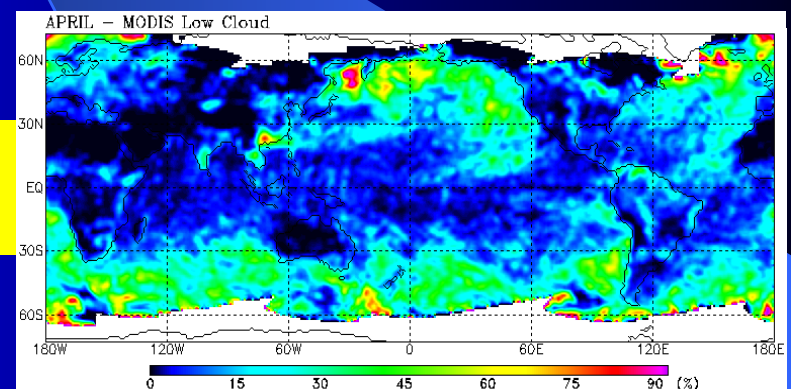 APRIL – MODIS Low Cloud
60N
30N
EQ
30S
60S
180W 120W 60W 0 60E 120E 180E
0 15 30 45 60 75 90 (%)